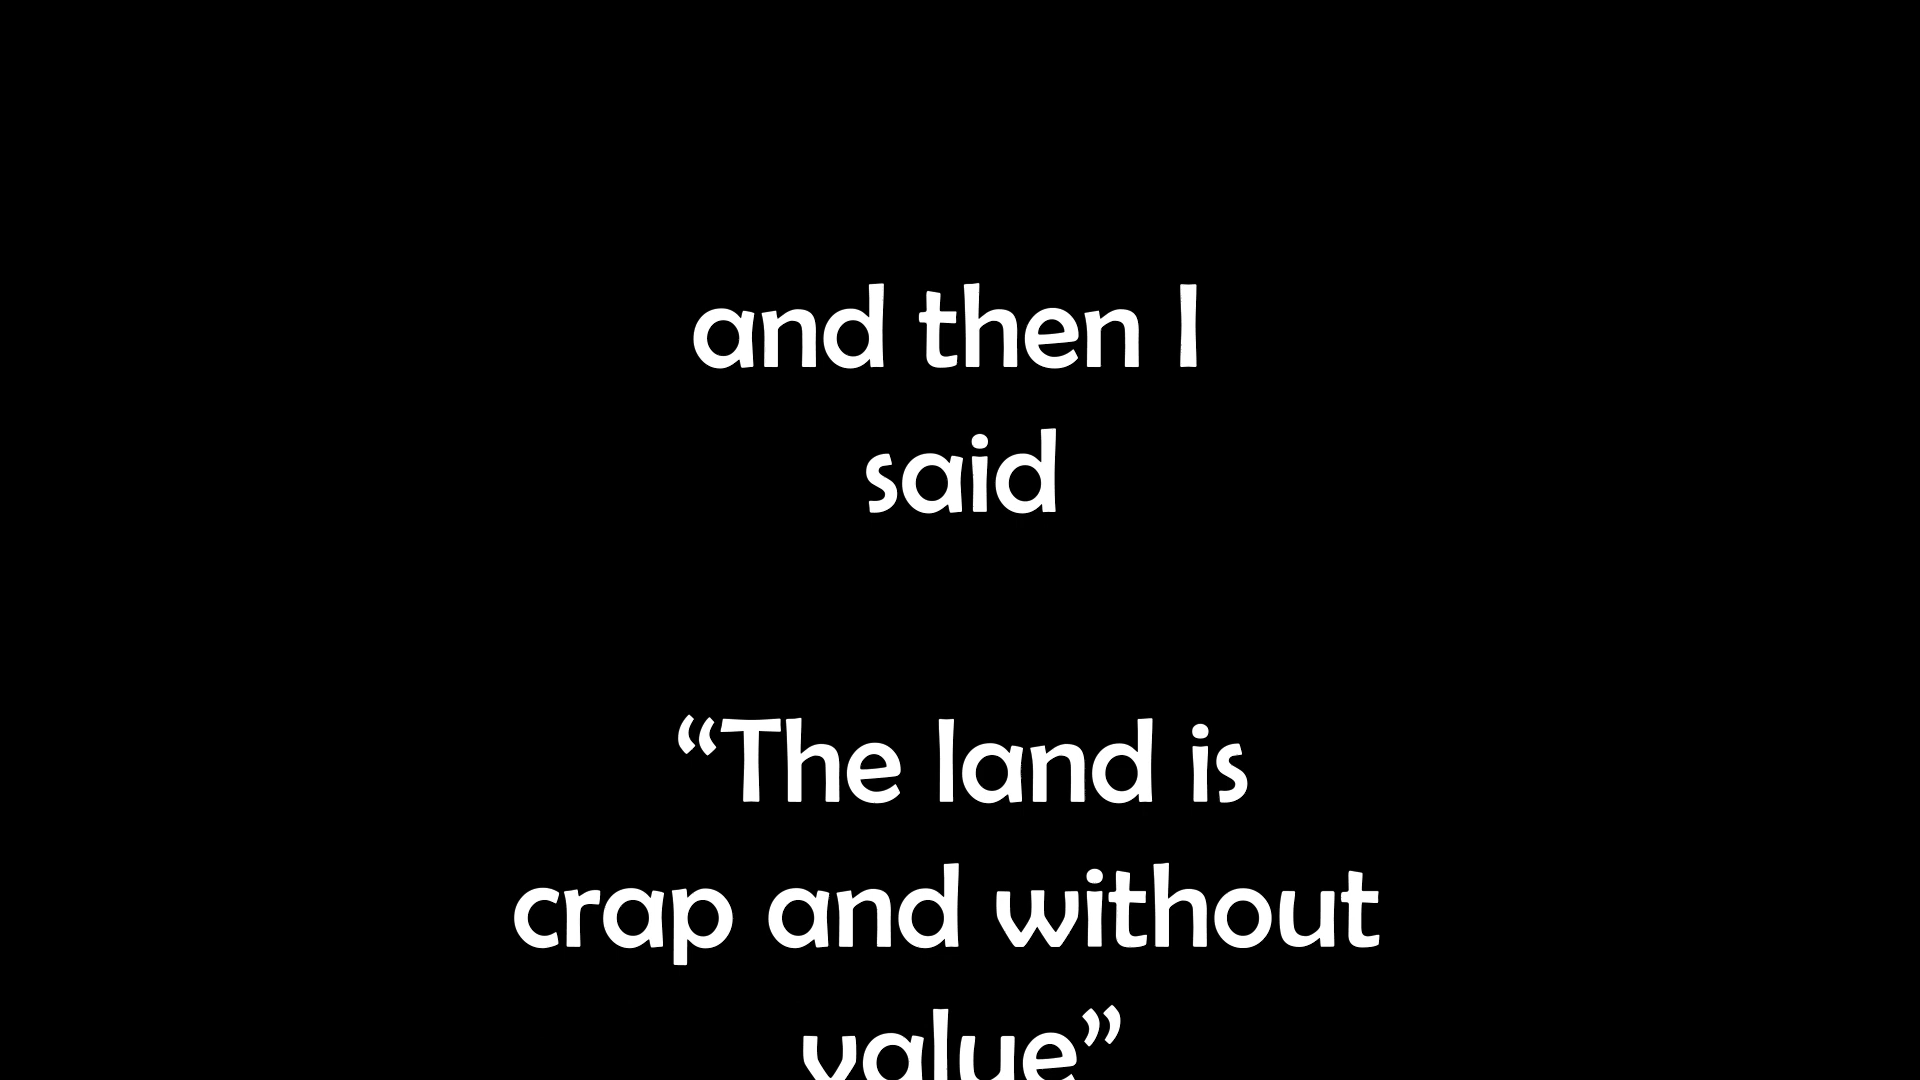 and then I
said
“The land is
crap and without
value”